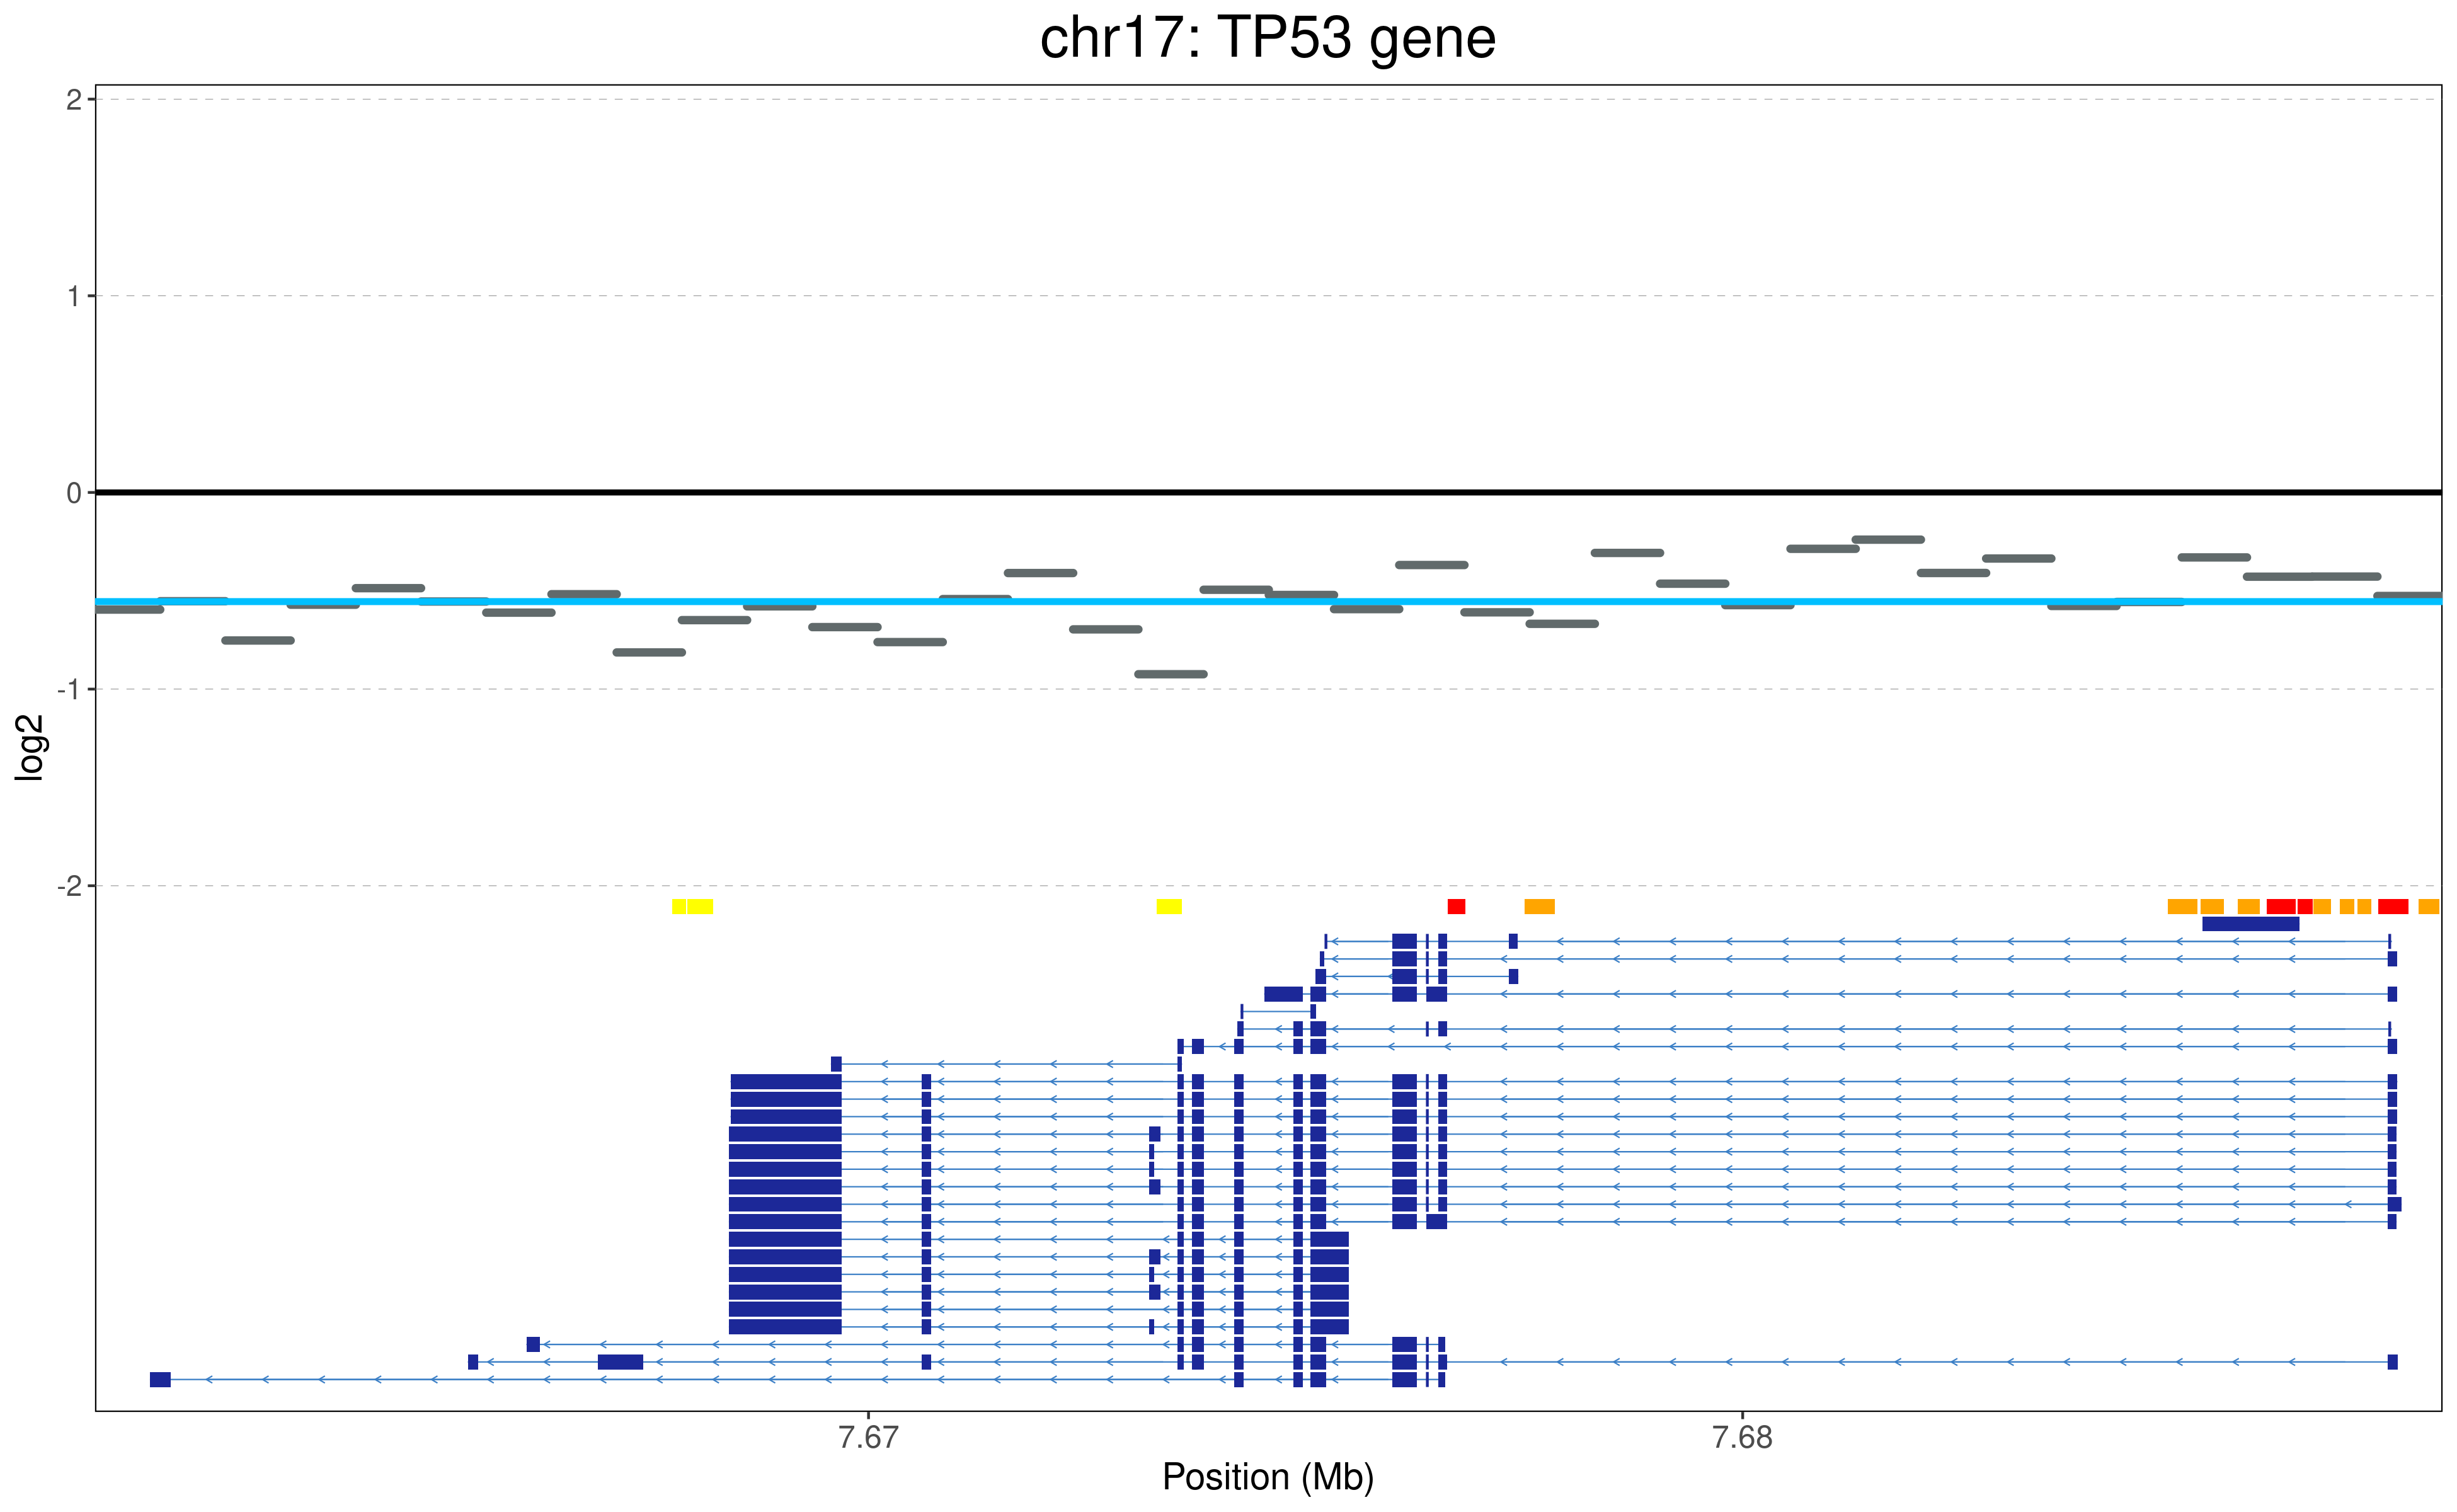 chr17: TP53 gene
2
1
0
-1
-2
log2
7.67
7.68
Position (Mb)